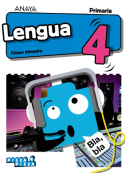 ANAYA
Primaria
Lengua 4
Primer trimestre
Bla,
bla